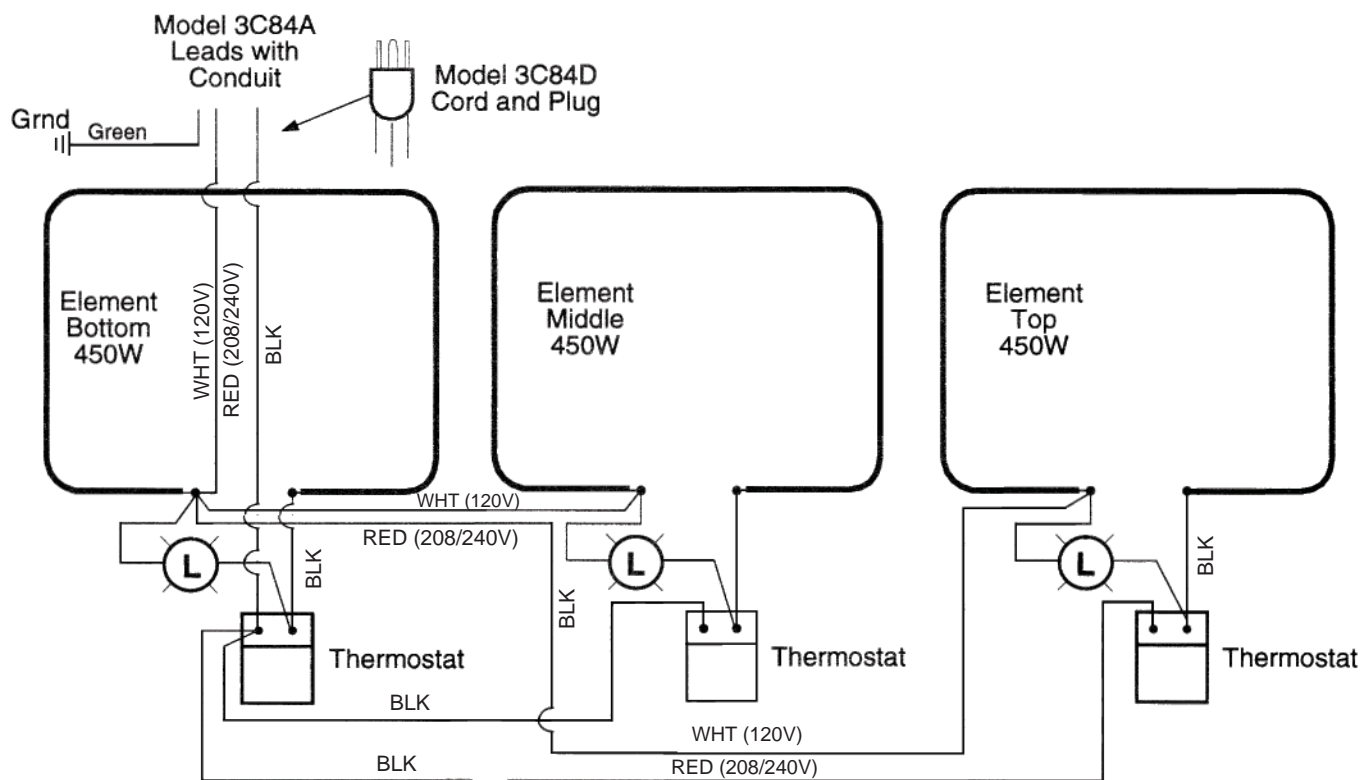 Model 3C84A
Leads with
Conduit
Model 3C84D
Cord and Plug
Grnd
Green
Element
Bottom
450W
WHT (120V)
RED (208/240V)
BLK
Element
Middle
450W
Element
Top
450W
WHT (120V)
RED (208/240V)
L
BLK
L
BLK
L
BLK
Thermostat
Thermostat
Thermostat
BLK
WHT (120V)
BLK
RED (208/240V)